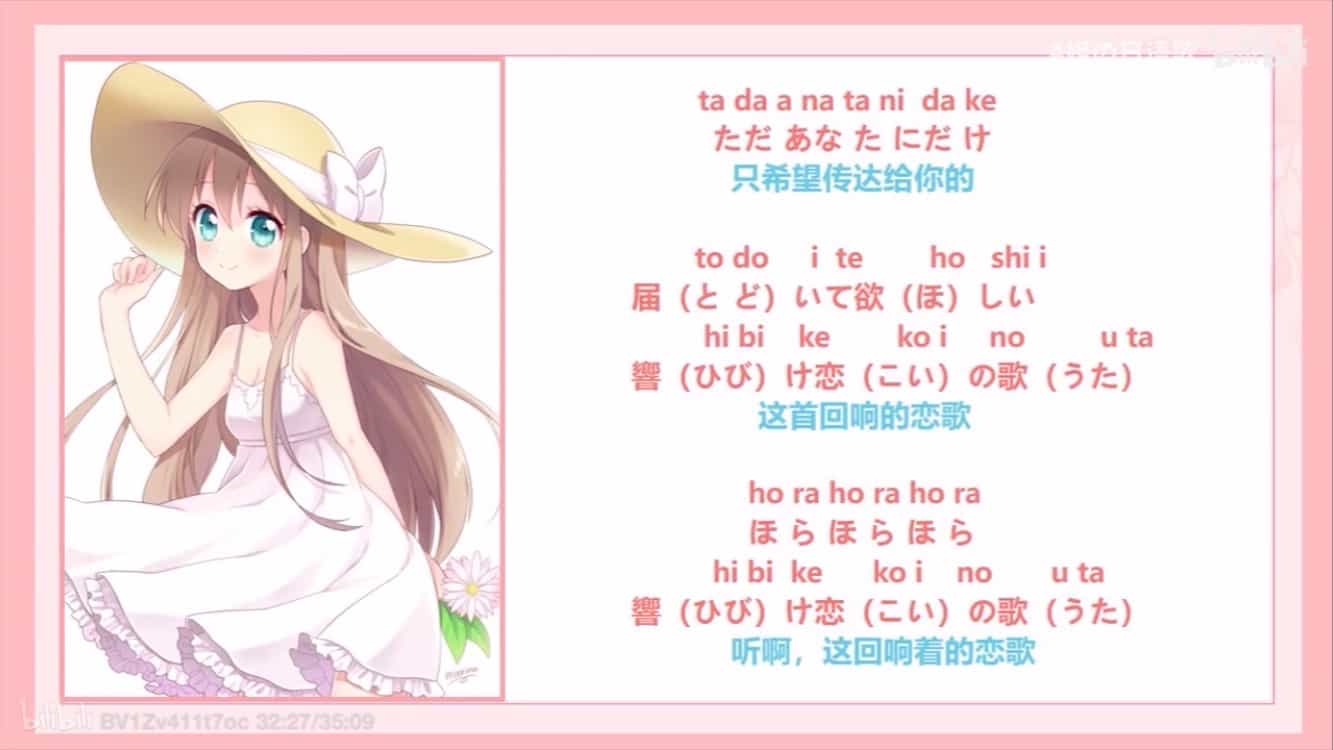 ta da a na ta ni da ke
ただ あな た にだ け
只希望传达给你的
to do i te ho shi i
届（と ど）いて欲（ほ）しい
hi bi ke ko i no u ta
響（ひび）け恋（こい）の歌（うた）
这首回响的恋歌
ho ra ho ra ho ra
ほ ら ほ ら ほ ら
hi bi ke ko i no u ta
響（ひび）け恋（こい）の歌（うた）
听啊，这回响着的恋歌
bilibili BV1Zv411t7oc 32:27/35:09